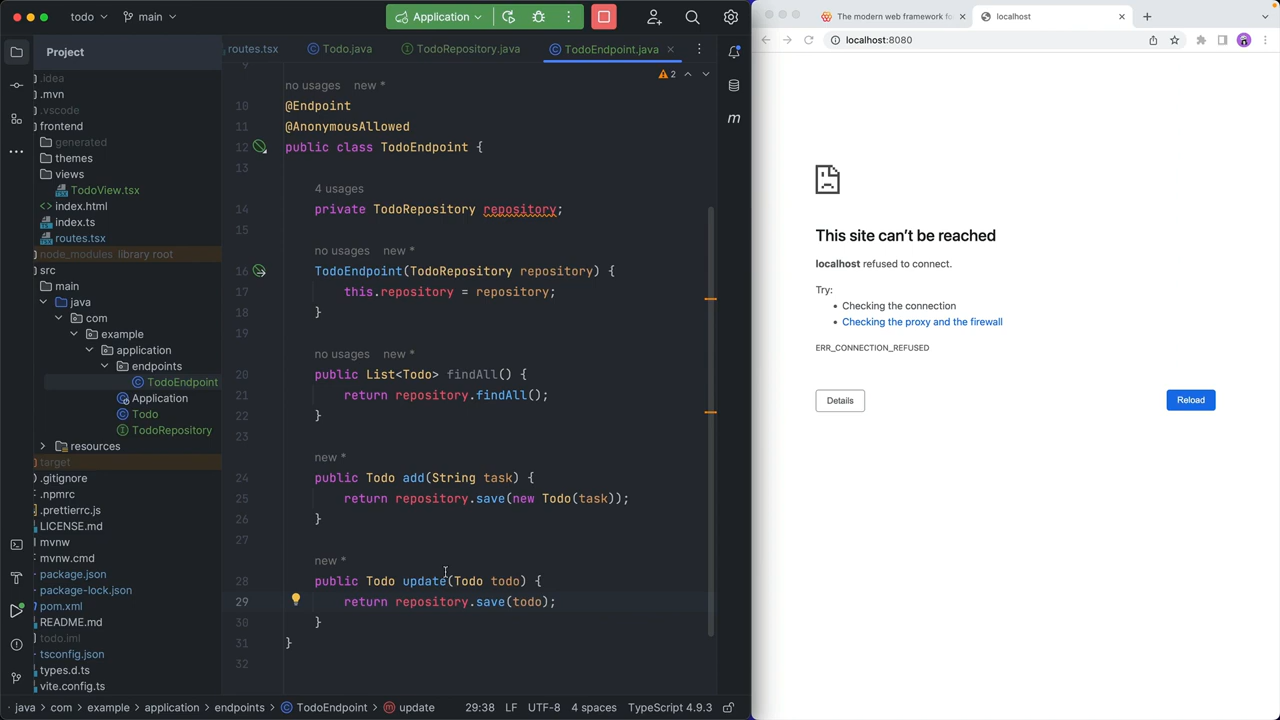 todo
main
Application
routes.tsx
Todo.java
TodoRepository.java
TodoEndpoint.java
Project
.idea
.mvn
.vscode
frontend
generated
themes
views
TodoView.tsx
index.html
index.ts
routes.tsx
node_modules library root
src
main
java
com
example
application
endpoints
TodoEndpoint
Application
Todo
TodoRepository
resources
target
.gitignore
.npmrc
.prettierrc.js
LICENSE.md
mvnw
mvnw.cmd
package.json
package-lock.json
pom.xml
README.md
todo.iml
tsconfig.json
types.d.ts
vite.config.ts
2
9
no usages new *
10 @Endpoint
11 @AnonymousAllowed
12 public class TodoEndpoint {
13
4 usages
14 private TodoRepository repository;
15
no usages new *
16 TodoEndpoint(TodoRepository repository) {
17 this.repository = repository;
18 }
19
no usages new *
20 public List<Todo> findAll() {
21 return repository.findAll();
22 }
23
new *
24 public Todo add(String task) {
25 return repository.save(new Todo(task));
26 }
27
new *
28 public Todo update(Todo todo) {
29 return repository.save(todo);
30 }
31 }
32
m
java › com › example › application › endpoints › TodoEndpoint › update
29:38 LF UTF-8 4 spaces TypeScript 4.9.3
The modern web framework fo
localhost
localhost:8080
This site can’t be reached
localhost refused to connect.
Try:
• Checking the connection
• Checking the proxy and the firewall
ERR_CONNECTION_REFUSED
Details
Reload